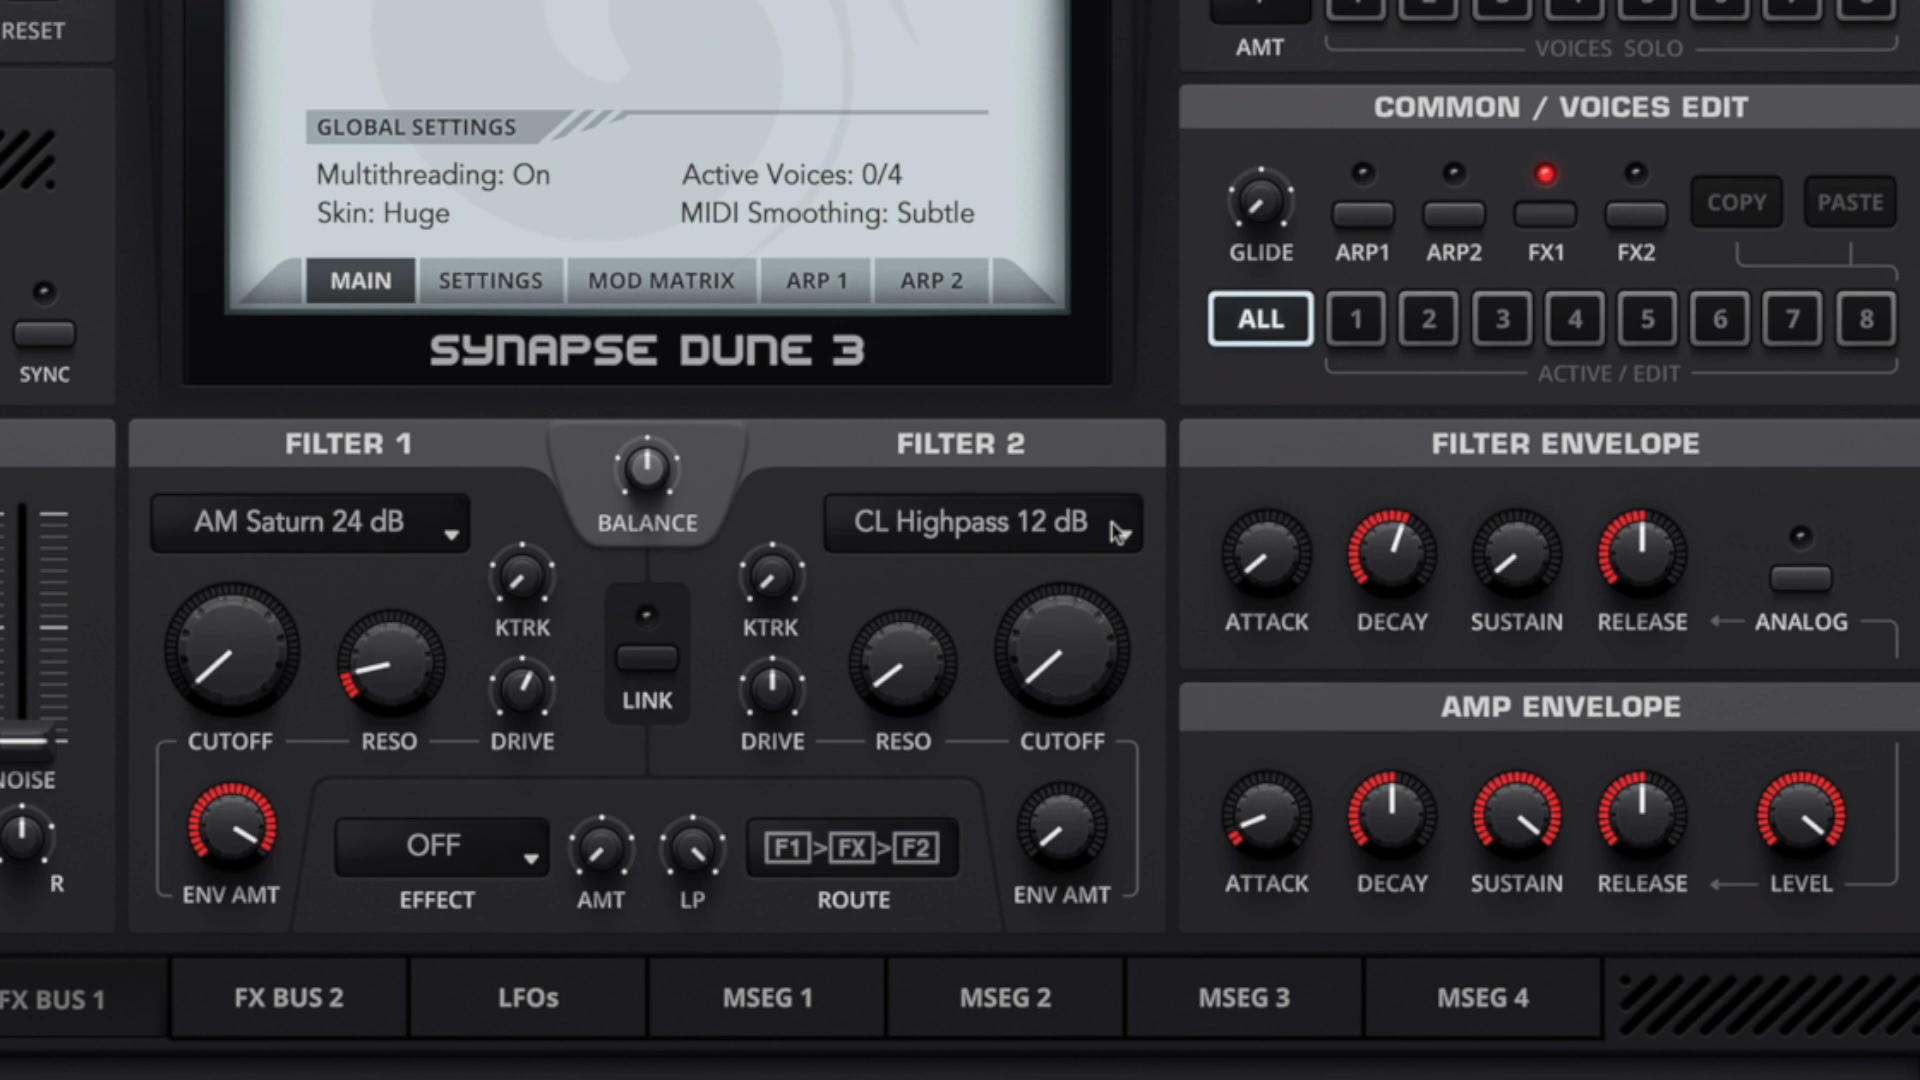 RESET
AMT
VOICES SOLO
COMMON / VOICES EDIT
GLOBAL SETTINGS
Multithreading: On
Active Voices: 0/4
Skin: Huge
MIDI Smoothing: Subtle
MAIN SETTINGS MOD MATRIX ARP 1 ARP 2
SYNAPSE DUNE 3
GLIDE ARP1 ARP2 FX1 FX2 COPY PASTE
ALL 1 2 3 4 5 6 7 8
ACTIVE / EDIT
SYNC
FILTER 1
BALANCE
FILTER 2
AM Saturn 24 dB
CL Highpass 12 dB
KTRK
KTRK
LINK
CUTOFF RESO DRIVE
DRIVE RESO CUTOFF
ENV AMT
OFF
EFFECT
AMT
LP
F1>FX>F2
ROUTE
ENV AMT
FILTER ENVELOPE
ATTACK DECAY SUSTAIN RELEASE ANALOG
AMP ENVELOPE
ATTACK DECAY SUSTAIN RELEASE LEVEL
NOISE
R
FX BUS 1 FX BUS 2 LFOs MSEG 1 MSEG 2 MSEG 3 MSEG 4